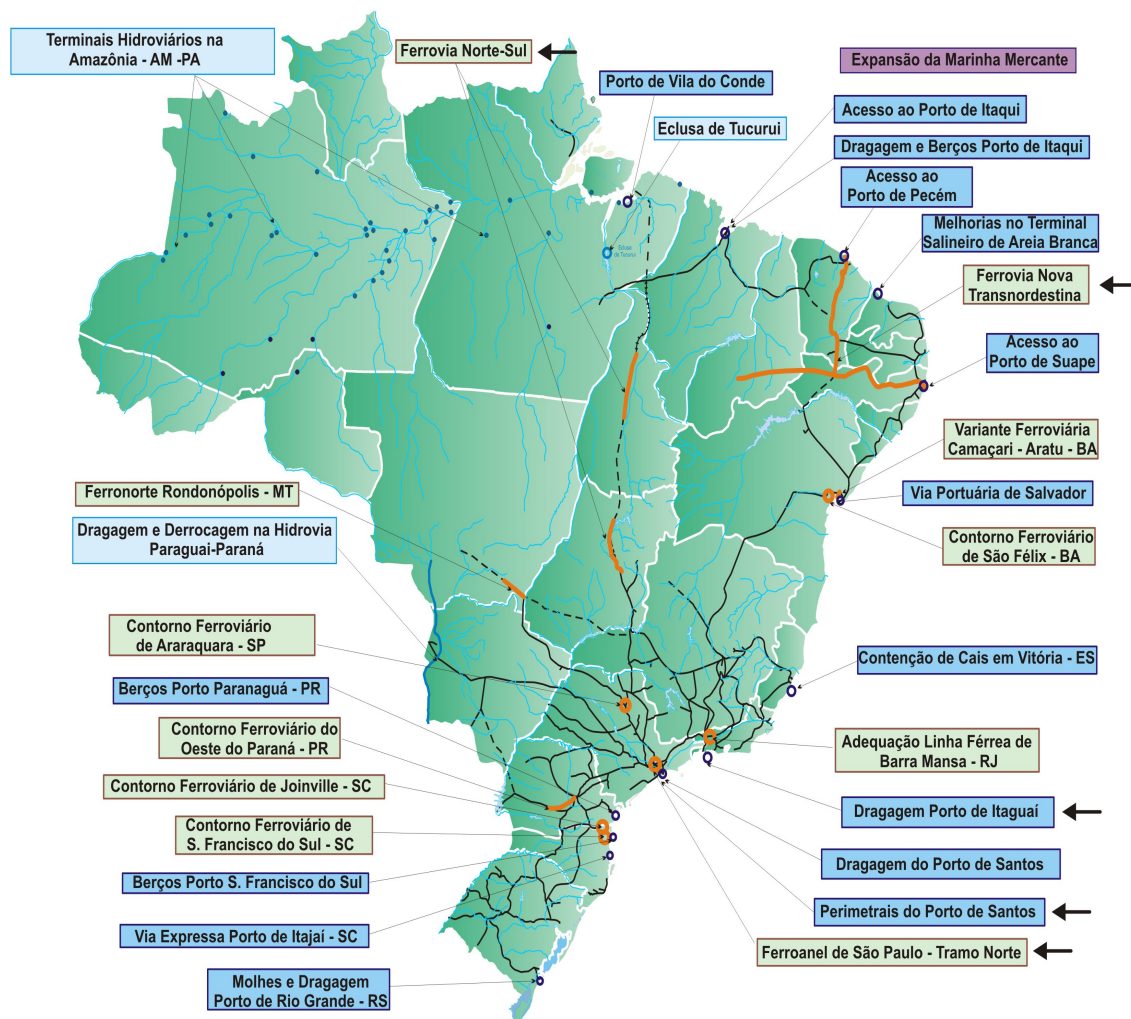 Terminais Hidroviários na
Amazônia - AM -PA
Ferrovia Norte-Sul
Porto de Vila do Conde
Eclusa de Tucurui
Expansão da Marinha Mercante
Acesso ao Porto de Itaqui
Dragagem e Berços Porto de Itaqui
Acesso ao
Porto de Pecém
Melhorias no Terminal
Salineiro de Areia Branca
Eclusa
de Tucurui
Ferrovia Nova
Transnordestina
Acesso ao
Porto de Suape
Variante Ferroviária
Camaçari - Aratu - BA
Via Portuária de Salvador
Contorno Ferroviário
de São Félix - BA
Ferronorte Rondonópolis - MT
Dragagem e Derrocagem na Hidrovia
Paraguai-Paraná
Contorno Ferroviário
de Araraquara - SP
Contenção de Cais em Vitória - ES
Berços Porto Paranaguá - PR
Contorno Ferroviário do
Oeste do Paraná - PR
Adequação Linha Férrea de
Barra Mansa - RJ
Contorno Ferroviário de Joinville - SC
Dragagem Porto de Itaguaí
Contorno Ferroviário de
S. Francisco do Sul - SC
Dragagem do Porto de Santos
Berços Porto S. Francisco do Sul
Perimetrais do Porto de Santos
Via Expressa Porto de Itajaí - SC
Ferroanel de São Paulo - Tramo Norte
Molhes e Dragagem
Porto de Rio Grande - RS